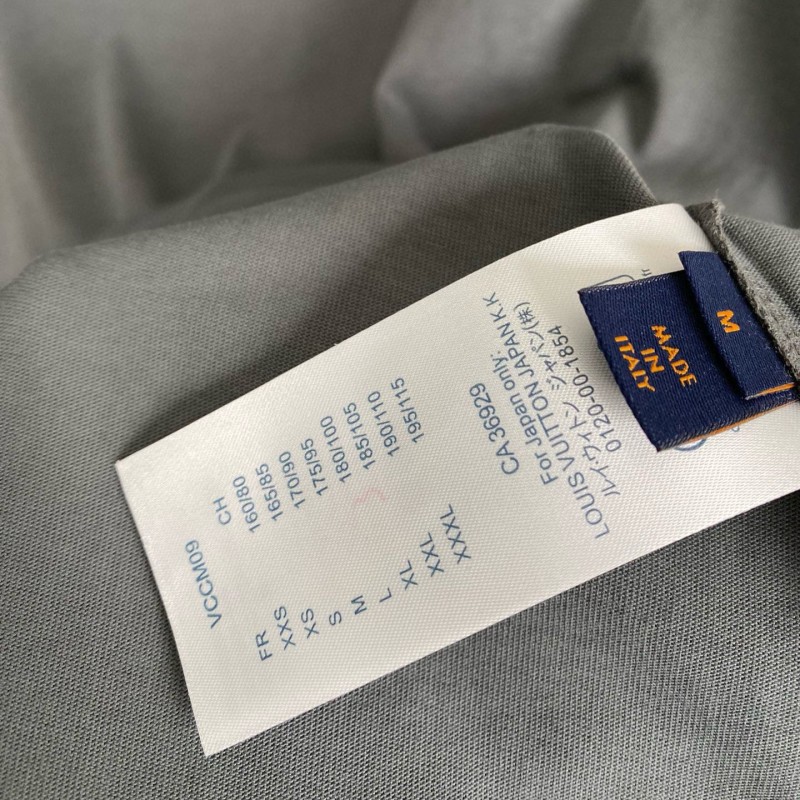 VCCM09
FR CH
XXS 160/80
XS 165/85
S 170/90
M 175/95
L 180/100
XL 185/105
XXL 190/110
XXXL 195/115
CA 36929
For Japan only:
LOUIS VUITTON JAPAN K.K
ルイ・ヴィトン ジャパン(株)
0120-00-1854
MADE
IN
ITALY
M